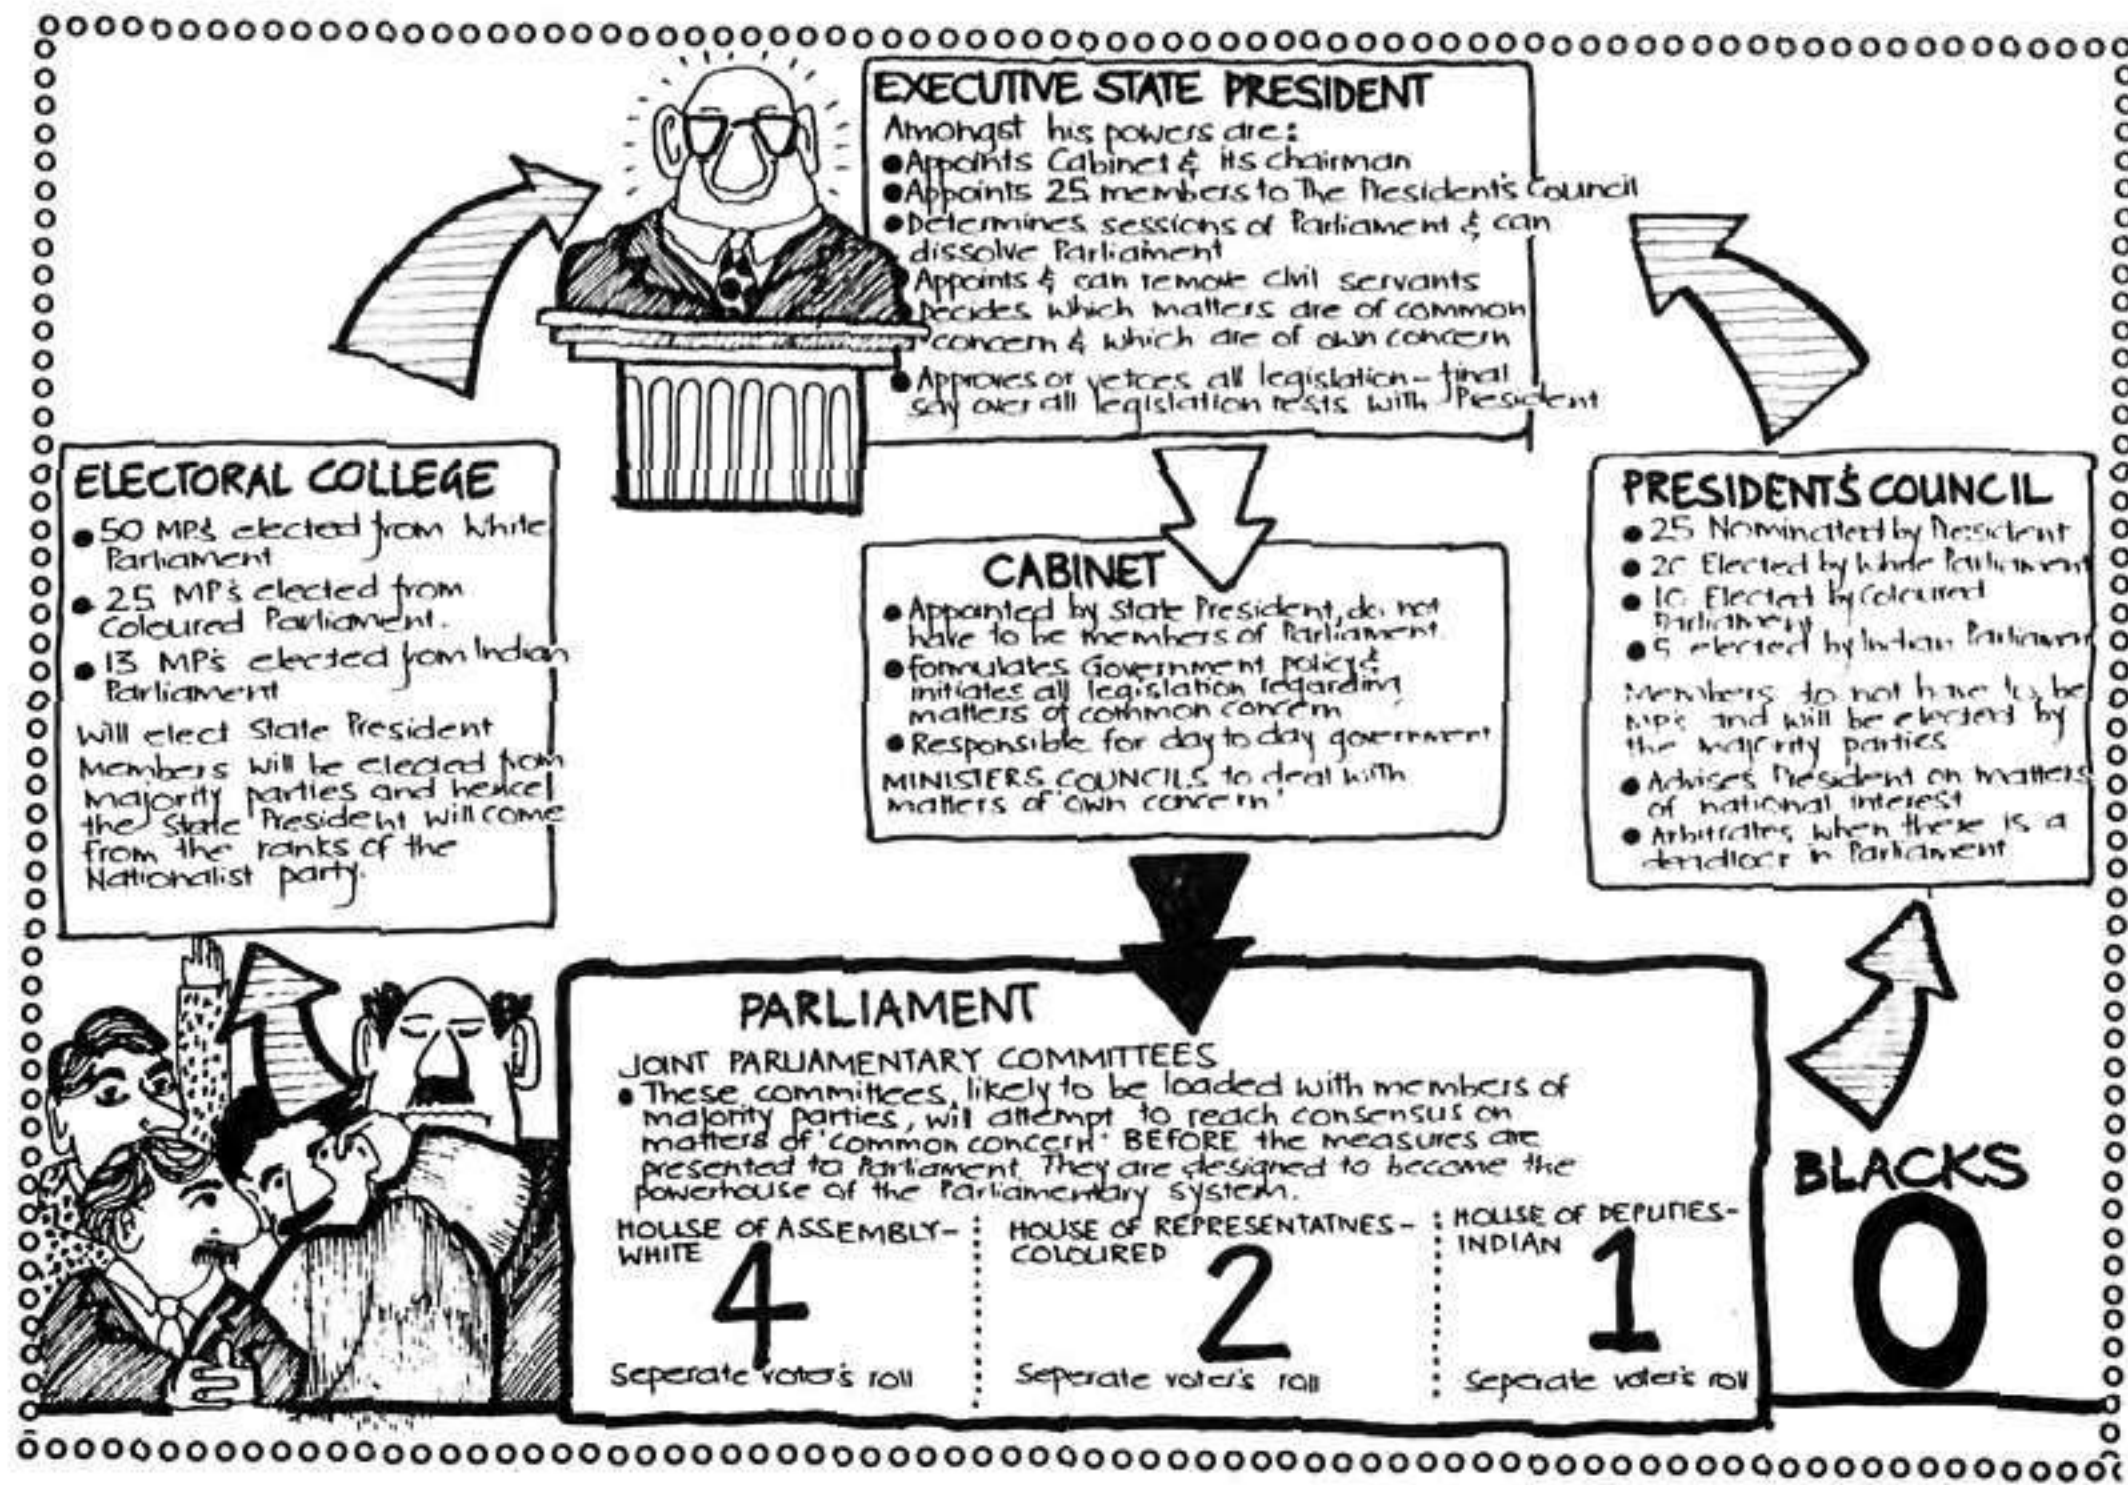 EXECUTIVE STATE PRESIDENT
Amongst his powers are:
● Appoints Cabinet & its chairman
● Appoints 25 members to The President's Council
● Determines sessions of Parliament & can
dissolve Parliament
Appoints & can remove civil servants
Decides which matters are of common
concern & which are of own concern
● Approves or vetoes all legislation - final
say over all legislation rests with President
ELECTORAL COLLEGE
● 50 MP's elected from White
Parliament
● 25 MP's elected from
Coloured Parliament.
● 13 MP's elected from Indian
Parliament
Will elect State President
Members will be elected from
majority parties and hence
the State President will come
from the ranks of the
Nationalist party.
CABINET
● Appointed by State President, do not
have to be members of Parliament
● formulates Government policy &
initiates all legislation regarding
matters of common concern
● Responsible for day to day government
MINISTERS COUNCILS to deal with
matters of 'own concern'
PRESIDENT'S COUNCIL
● 25 Nominated by President
● 20 Elected by White Parliament
● 10 Elected by Coloured
Parliament
● 5 elected by Indian Parliament
Members do not have to be
MP's and will be elected by
the majority parties
● Advises President on matters
of national interest
● Arbitrates when there is a
deadlock in Parliament
PARLIAMENT
JOINT PARLIAMENTARY COMMITTEES
● These committees, likely to be loaded with members of
majority parties, will attempt to reach consensus on
matters of 'common concern' BEFORE the measures are
presented to Parliament. They are designed to become the
powerhouse of the Parliamentary system.
HOUSE OF ASSEMBLY-
WHITE
4
Seperate voter's roll
HOUSE OF REPRESENTATIVES-
COLOURED
2
Seperate voter's roll
HOUSE OF DEPUTIES-
INDIAN
1
Seperate voter's roll
BLACKS
0